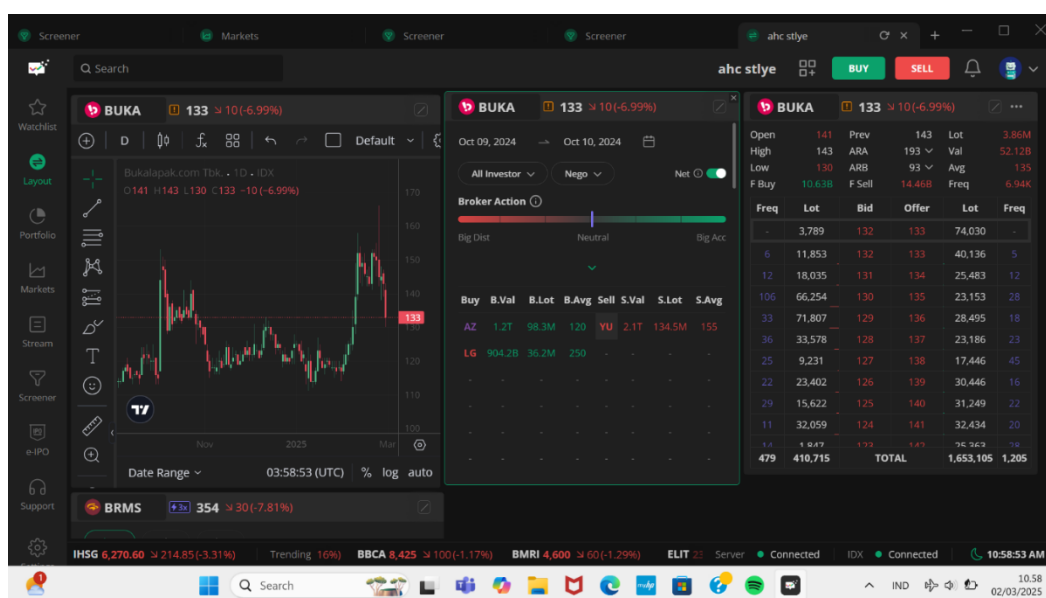 Screener
Markets
Screener
Screener
ahc stlye
Q Search
ahc stlye
BUY
SELL
Watchlist
Layout
Portfolio
Markets
Stream
Screener
e-IPO
Support
BUKA 133 10(-6.99%)
D
Default
Bukalapak.com Tbk. · 1D · IDX
O141 H143 L130 C133 -10(-6.99%)
170
160
150
140
133
130
120
110
100
Nov 2025 Mar
Date Range 03:58:53 (UTC) % log auto
BRMS 3x 354 30(-7.81%)
BUKA 133 10(-6.99%)
Oct 09, 2024 → Oct 10, 2024
All Investor Nego Net
Broker Action
Big Dist Neutral Big Acc
Buy B.Val B.Lot B.Avg Sell S.Val S.Lot S.Avg
AZ 1.2T 98.3M 120 YU 2.1T 134.5M 155
LG 904.2B 36.2M 250 - - - -
- - - - - - - -
- - - - - - - -
- - - - - - - -
- - - - - - - -
BUKA 133 10(-6.99%)
Open 141 Prev 143 Lot 3.86M
High 143 ARA 193 Val 52.12B
Low 130 ARB 93 Avg 135
F Buy 10.63B F Sell 14.46B Freq 6.94K
Freq Lot Bid Offer Lot Freq
- 3,789 132 133 74,030 -
6 11,853 132 133 40,136 5
12 18,035 131 134 25,483 12
106 66,254 130 135 23,153 28
33 71,807 129 136 28,495 18
36 33,578 128 137 23,186 23
25 9,231 127 138 17,446 45
22 23,402 126 139 30,446 16
29 15,622 125 140 31,249 22
11 32,059 124 141 32,434 20
14 1,847 123 142 25,363 28
479 410,715 TOTAL 1,653,105 1,205
IHSG 6,270.60 214.85(-3.31%) Trending 16%) BBCA 8,425 100(-1.17%) BMRI 4,600 60(-1.29%) ELIT Server Connected IDX Connected 10:58:53 AM
1 Search IND 10.58
02/03/2025